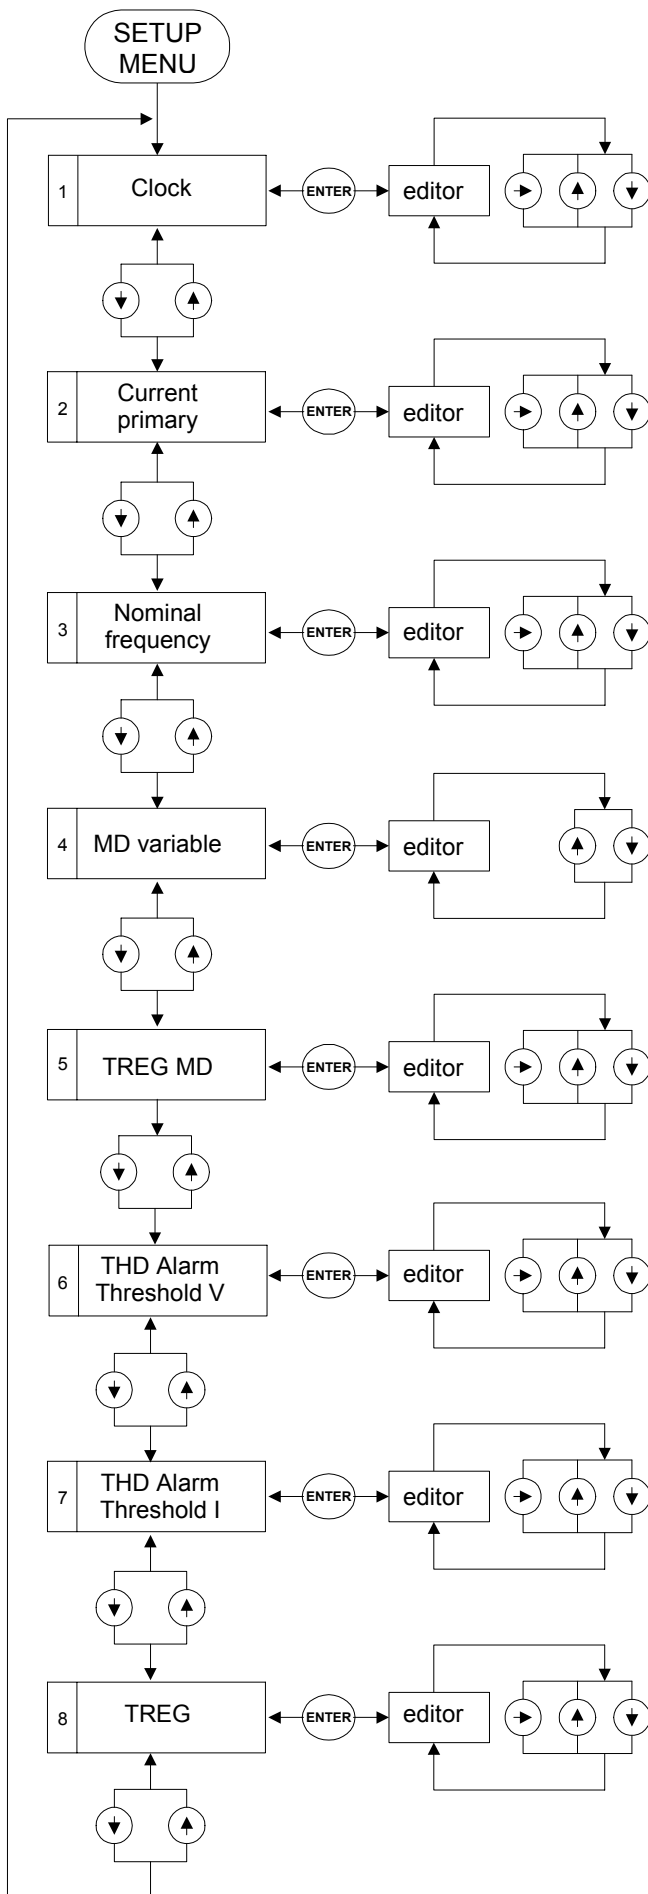 SETUP
MENU
1
Clock
ENTER
editor
2
Current
primary
ENTER
editor
3
Nominal
frequency
ENTER
editor
4
MD variable
ENTER
editor
5
TREG MD
ENTER
editor
6
THD Alarm
Threshold V
ENTER
editor
7
THD Alarm
Threshold I
ENTER
editor
8
TREG
ENTER
editor